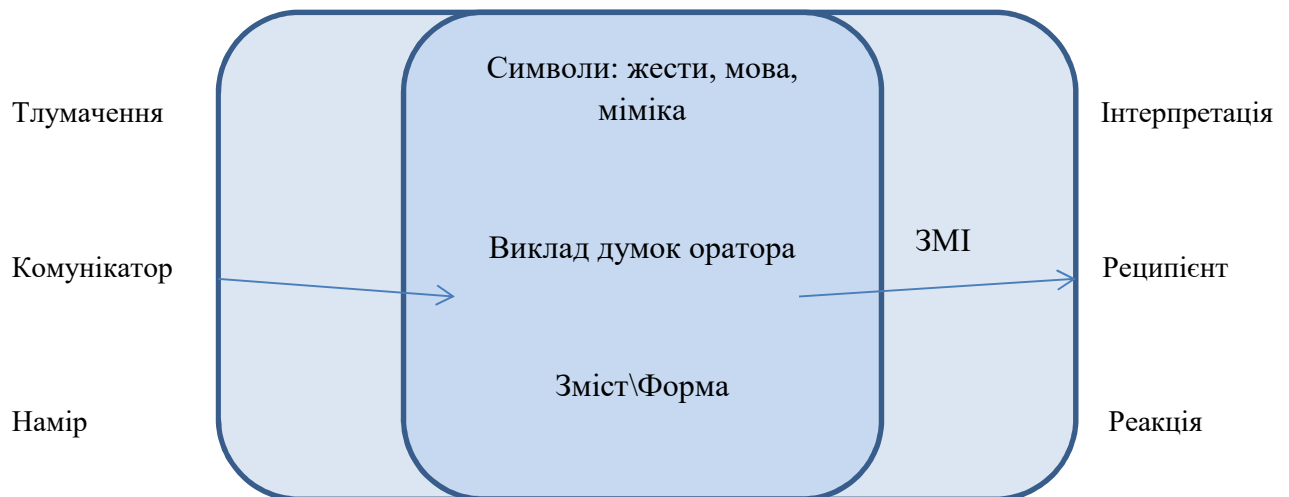 Символи: жести, мова,
міміка
Тлумачення
Інтерпретація
Виклад думок оратора
ЗМІ
Комунікатор
Реципієнт
Зміст\Форма
Намір
Реакція